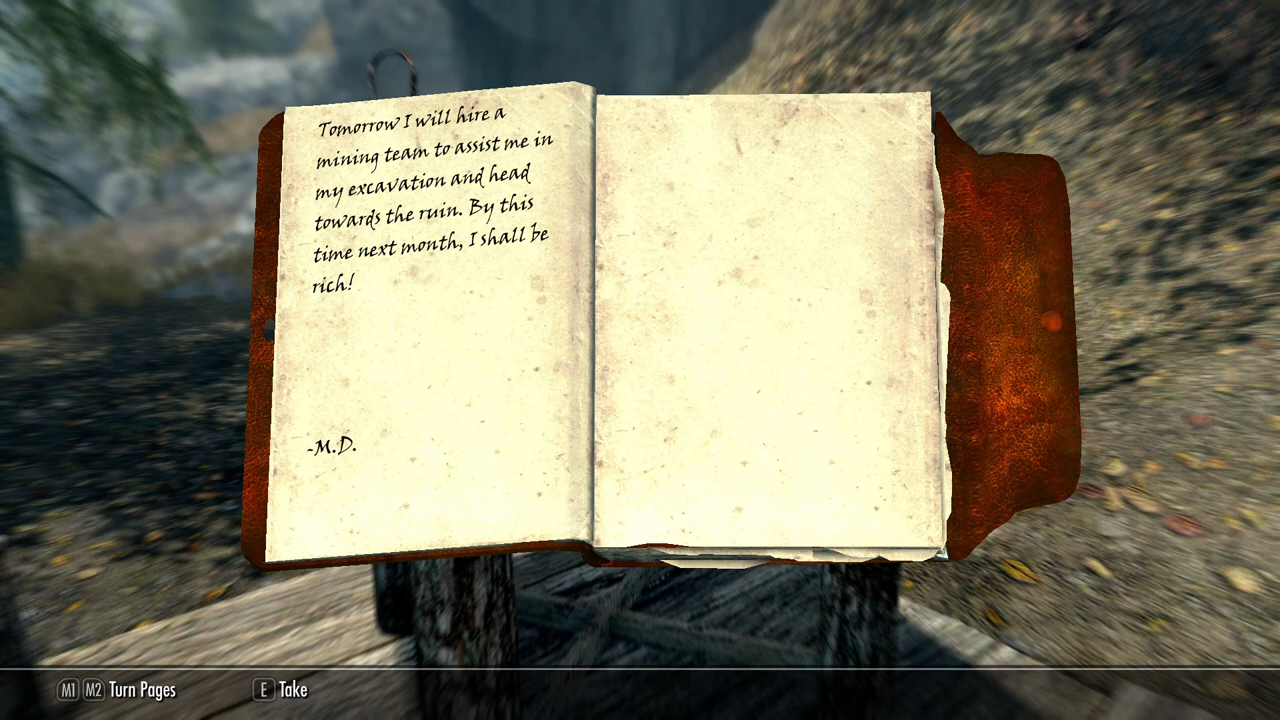 Tomorrow I will hire a
mining team to assist me in
my excavation and head
towards the ruin. By this
time next month, I shall be
rich!
-M.D.
M1 M2 Turn Pages
E Take